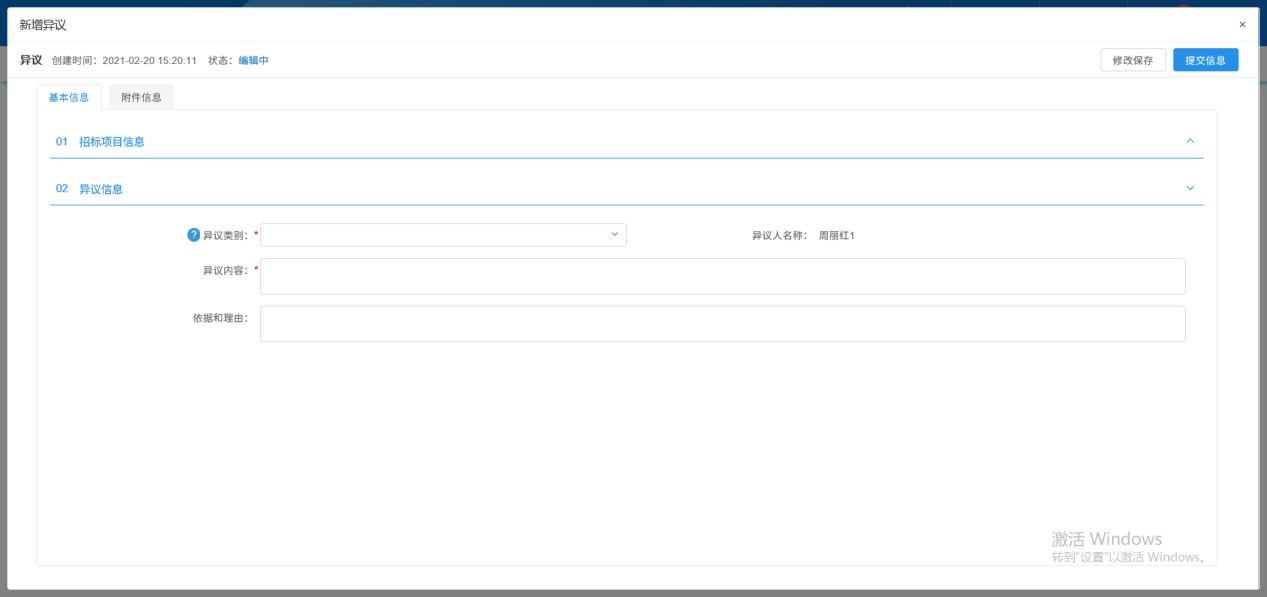 新增异议
×
异议 创建时间：2021-02-20 15:20:11 状态：编辑中 修改保存 提交信息
基本信息 附件信息
01 招标项目信息
02 异议信息
? 异议类别：* 异议人名称： 周丽红1
异议内容：*
依据和理由：
激活 Windows
转到"设置"以激活 Windows。